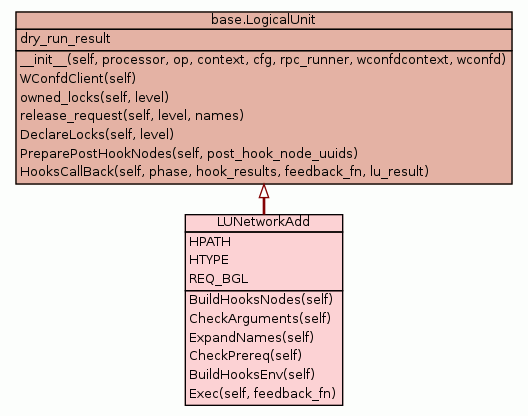 base.LogicalUnit
dry_run_result
__init__(self, processor, op, context, cfg, rpc_runner, wconfdcontext, wconfd)
WConfdClient(self)
owned_locks(self, level)
release_request(self, level, names)
DeclareLocks(self, level)
PreparePostHookNodes(self, post_hook_node_uuids)
HooksCallBack(self, phase, hook_results, feedback_fn, lu_result)
LUNetworkAdd
HPATH
HTYPE
REQ_BGL
BuildHooksNodes(self)
CheckArguments(self)
ExpandNames(self)
CheckPrereq(self)
BuildHooksEnv(self)
Exec(self, feedback_fn)